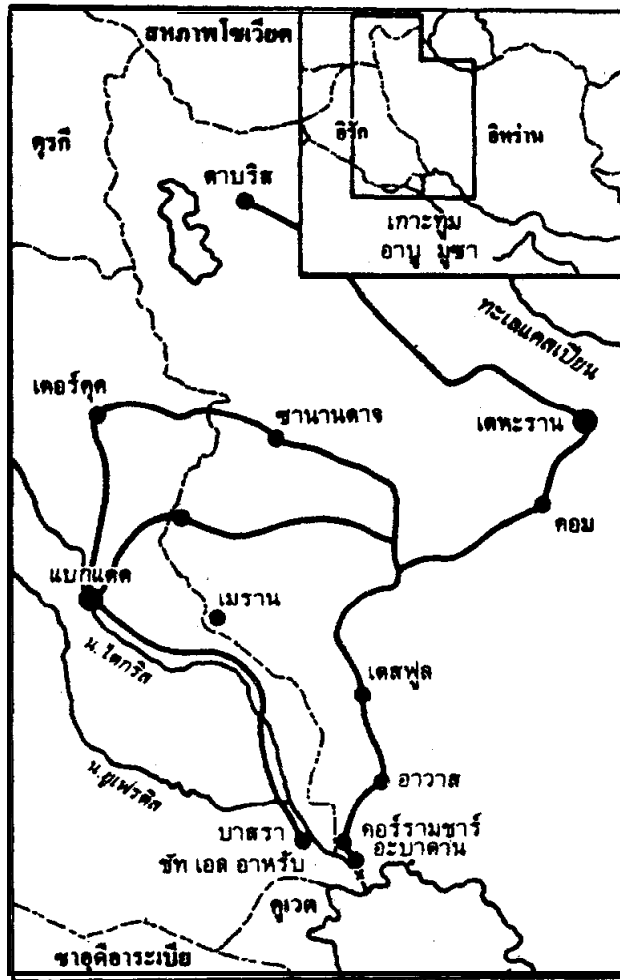 สหภาพโซเวียต
ตุรกี
อิรัก
อิหร่าน
ตาบริส
เกาะทูม
อาบู มูซา
ทะเลแคสเปียน
เตอร์ตุด
ซานานดาจ
เตหะราน
คอม
แบกแดด
เมราน
น. ไตกริส
เดสฟูล
น. ยูเฟรติส
อาวาส
บาสรา
คอร์รามชาร์
ชัท เอล อาหรับ
อะบาดาน
คูเวต
ซาอุดีอาระเบีย